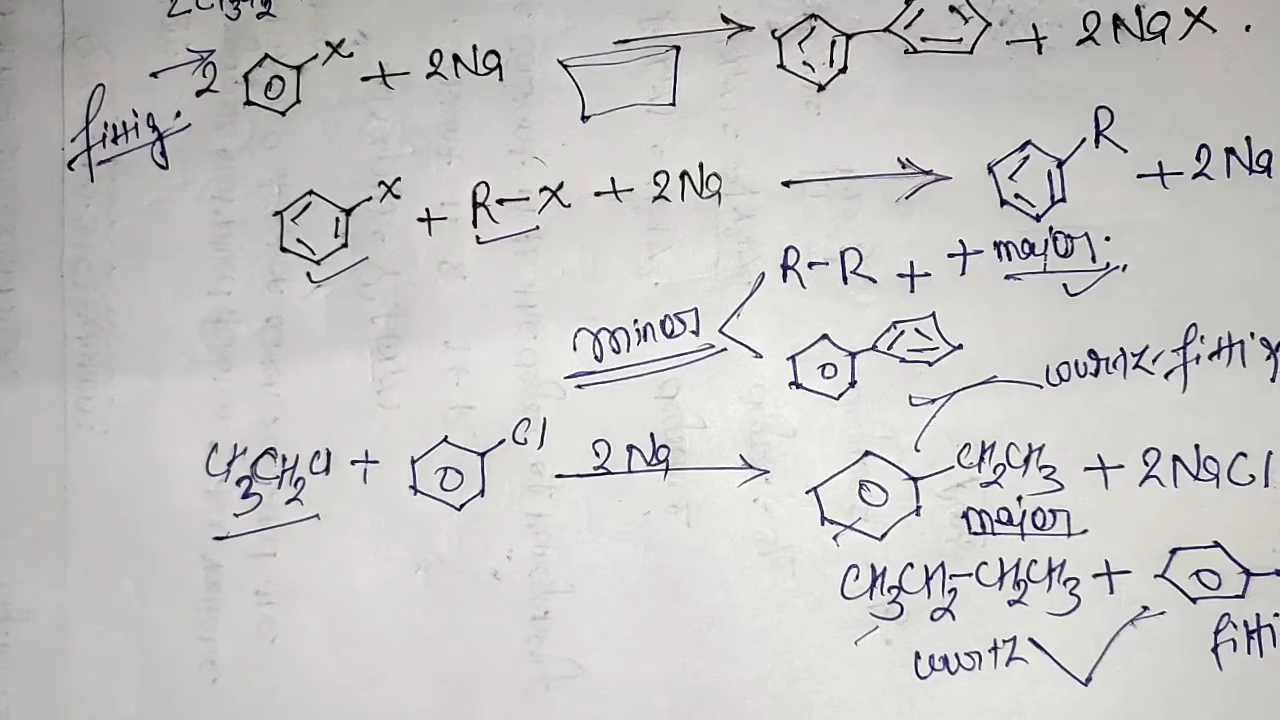 2 X + 2Na → + 2NaX.
fittig.
X + R-X + 2Na → R + 2Na
R-R + + major.
minor
wurtz-fittig
CH3CH2Cl + Cl 2Na → CH2CH3 + 2NaCl
major
CH3CH2-CH2CH3 +
wurtz fitti